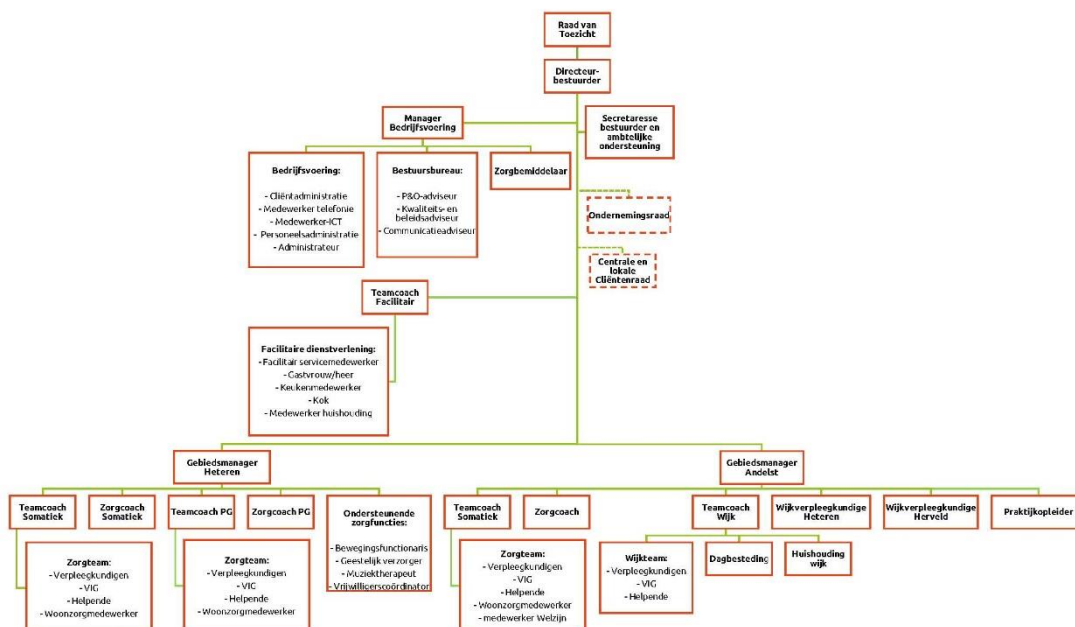 Raad van
Toezicht
Directeur-
bestuurder
Manager
Bedrijfsvoering
Secretaresse
bestuurder en
ambtelijke
ondersteuning
Bedrijfsvoering:
- Cliëntadministratie
- Medewerker telefonie
- Medewerker-ICT
- Personeelsadministratie
- Administrateur
Bestuursbureau:
- P&O-adviseur
- Kwaliteits- en
beleidsadviseur
- Communicatieadviseur
Zorgbemiddelaar
Ondernemingsraad
Centrale en
lokale
Cliëntenraad
Teamcoach
Facilitair
Facilitaire dienstverlening:
- Facilitair servicemedewerker
- Gastvrouw/heer
- Keukenmedewerker
- Kok
- Medewerker huishouding
Gebiedsmanager
Heteren
Gebiedsmanager
Andelst
Teamcoach
Somatiek
Zorgcoach
Somatiek
Teamcoach PG
Zorgcoach PG
Ondersteunende
zorgfuncties:
- Bewegingsfunctionaris
- Geestelijk verzorger
- Muziektherapeut
- Vrijwilligerscoördinator
Teamcoach
Somatiek
Zorgcoach
Teamcoach
Wijk
Wijkverpleegkundige
Heteren
Wijkverpleegkundige
Herveld
Praktijkopleider
Zorgteam:
- Verpleegkundigen
- VIG
- Helpende
- Woonzorgmedewerker
Zorgteam:
- Verpleegkundigen
- VIG
- Helpende
- Woonzorgmedewerker
Zorgteam:
- Verpleegkundigen
- VIG
- Helpende
- Woonzorgmedewerker
- medewerker Welzijn
Wijkteam:
- Verpleegkundigen
- VIG
- Helpende
Dagbesteding
Huishouding
wijk